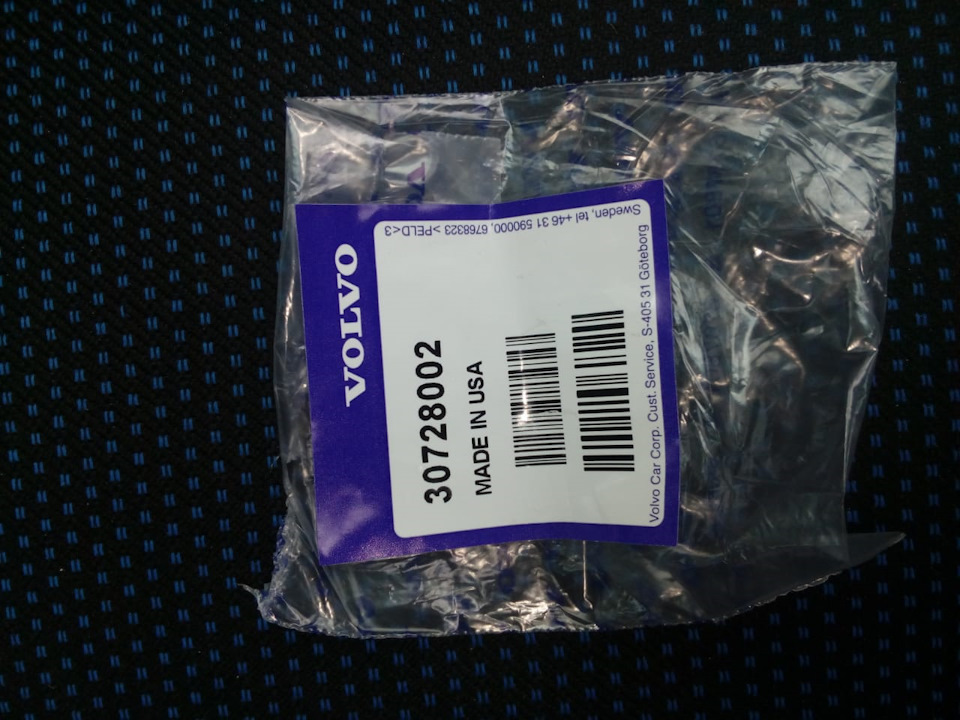 VOLVO
30728002
MADE IN USA
Volvo Car Corp. Cust. Service, S-405 31 Göteborg
Sweden, tel +46 31 590000, 6768323 >PELD<3